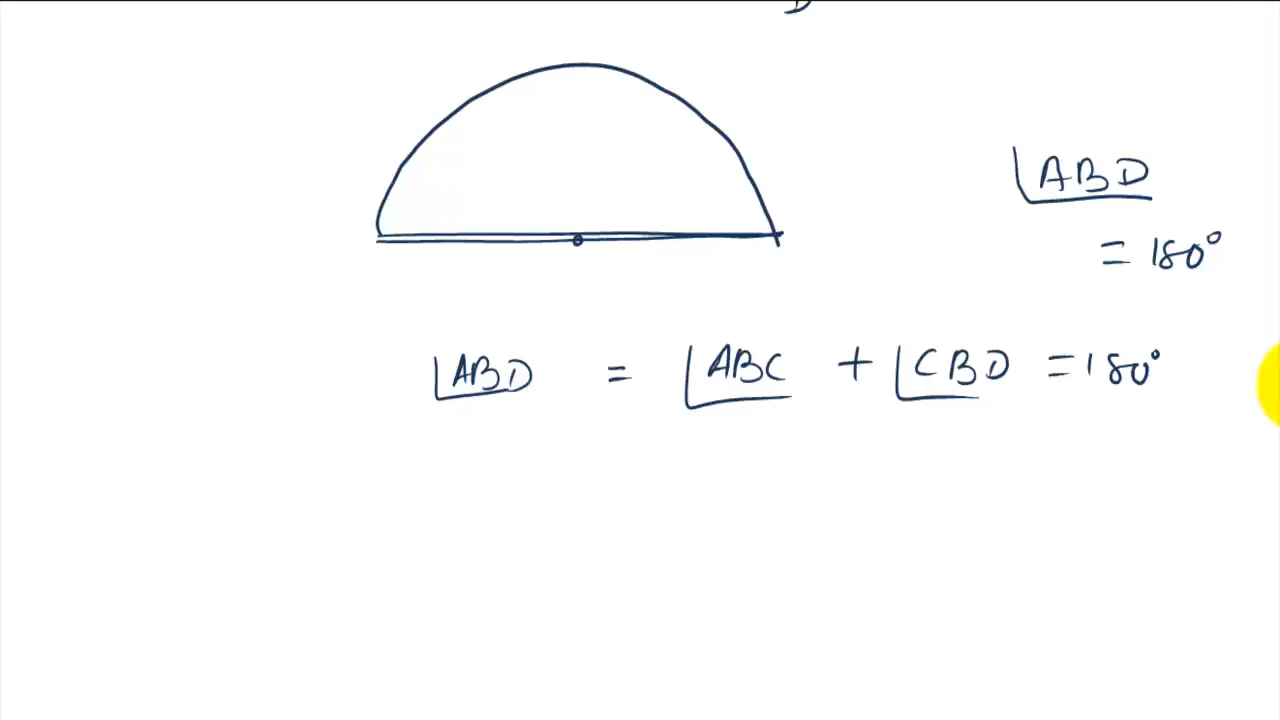 ∠ABD
= 180°
∠ABD = ∠ABC + ∠CBD = 180°